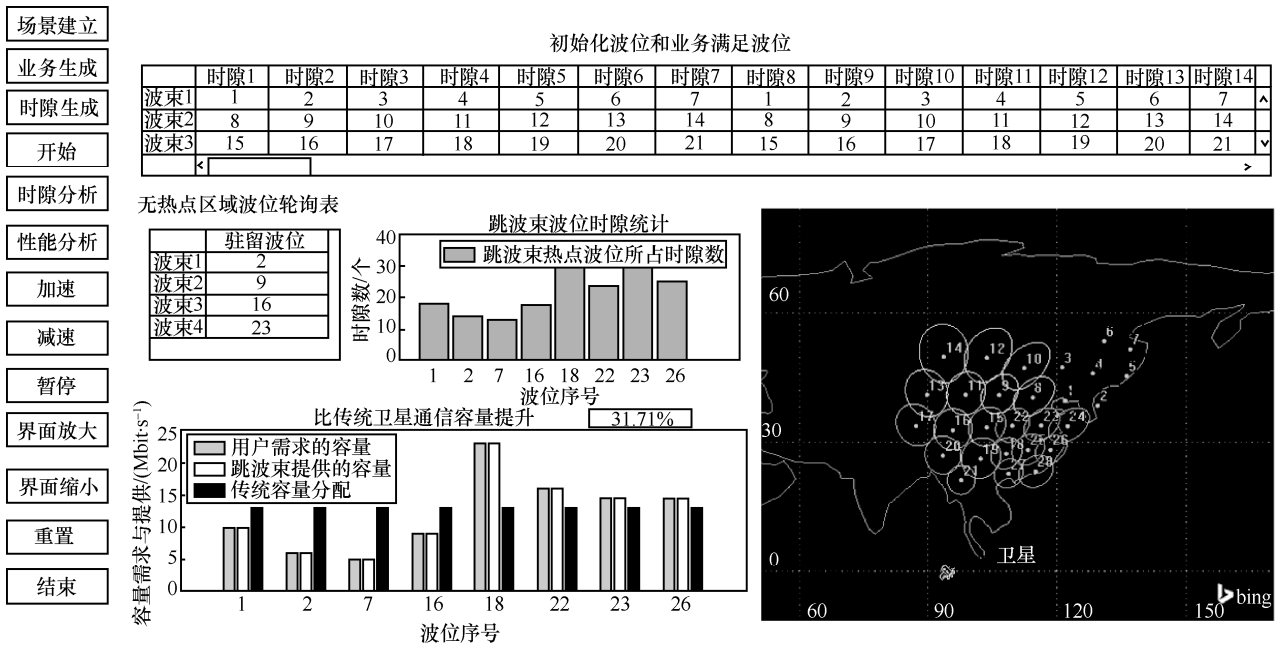 场景建立
业务生成
时隙生成
开始
时隙分析
性能分析
加速
减速
暂停
界面放大
界面缩小
重置
结束
初始化波位和业务满足波位
时隙1 时隙2 时隙3 时隙4 时隙5 时隙6 时隙7 时隙8 时隙9 时隙10 时隙11 时隙12 时隙13 时隙14
波束1 1 2 3 4 5 6 7 1 2 3 4 5 6 7
波束2 8 9 10 11 12 13 14 8 9 10 11 12 13 14
波束3 15 16 17 18 19 20 21 15 16 17 18 19 20 21
无热点区域波位轮询表
驻留波位
波束1 2
波束2 9
波束3 16
波束4 23
跳波束波位时隙统计
跳波束热点波位所占时隙数
时隙数/个
40
30
20
10
0
1 2 7 16 18 22 23 26
波位序号
比传统卫星通信容量提升 31.71%
用户需求的容量
跳波束提供的容量
传统容量分配
容量需求与提供/(Mbit·s⁻¹)
25
20
15
10
5
0
1 2 7 16 18 22 23 26
波位序号
60
30
0
60 90 120 150
6
7
14 12 10 3 4 5
13 11 9 8 1 2
17 16 15 22 23 24
20 19 18 25 26
21 28
卫星
bing